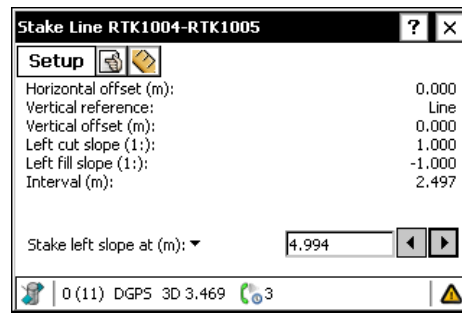 Stake Line RTK1004-RTK1005 ? ×
Setup
Horizontal offset (m): 0.000
Vertical reference: Line
Vertical offset (m): 0.000
Left cut slope (1:): 1.000
Left fill slope (1:): -1.000
Interval (m): 2.497
Stake left slope at (m): 4.994
0 (11) DGPS 3D 3.469 3